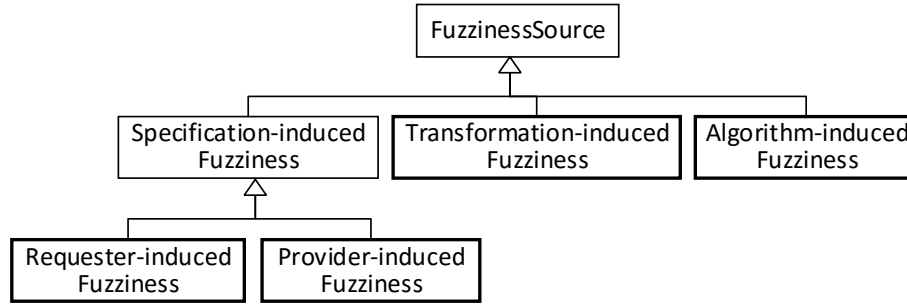 FuzzinessSource
Specification-induced
Fuzziness
Transformation-induced
Fuzziness
Algorithm-induced
Fuzziness
Requester-induced
Fuzziness
Provider-induced
Fuzziness